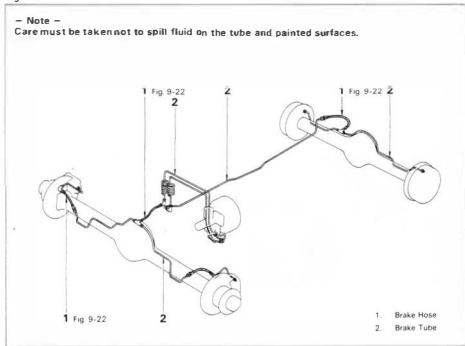 – Note –
Care must be taken not to spill fluid on the tube and painted surfaces.
1 Fig. 9-22 2 1 Fig. 9-22 2
2
1 Fig. 9-22 2
1. Brake Hose
2. Brake Tube